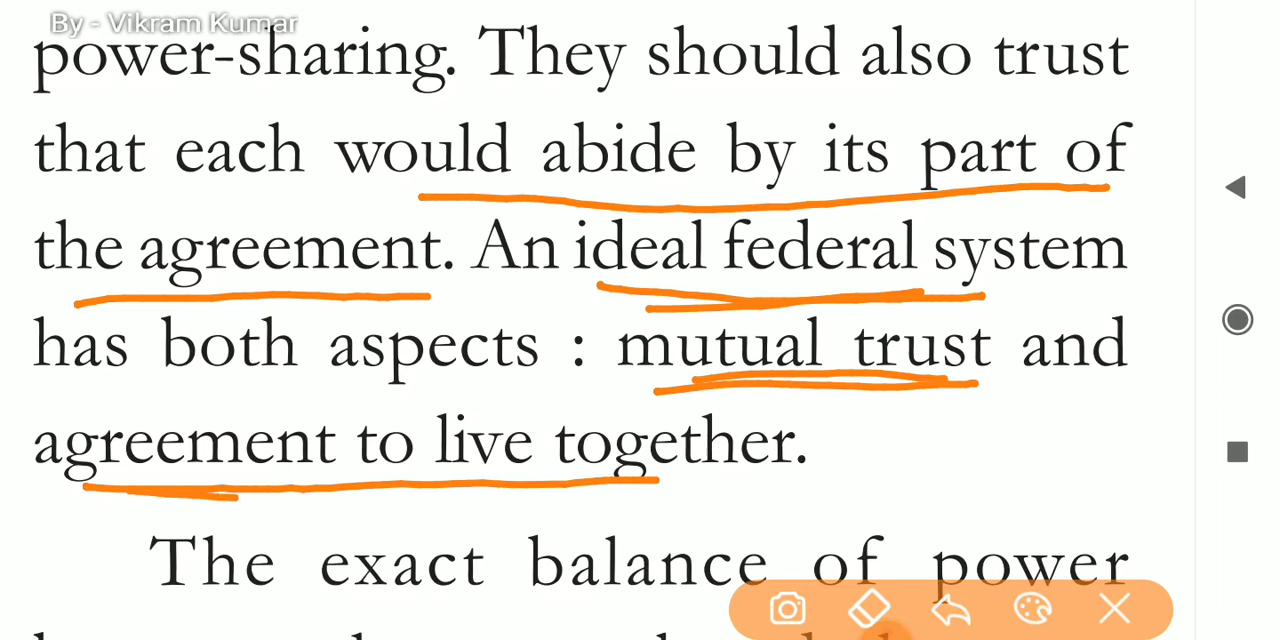 By - Vikram Kumar
power-sharing. They should also trust
that each would abide by its part of
the agreement. An ideal federal system
has both aspects : mutual trust and
agreement to live together.
The exact balance of power